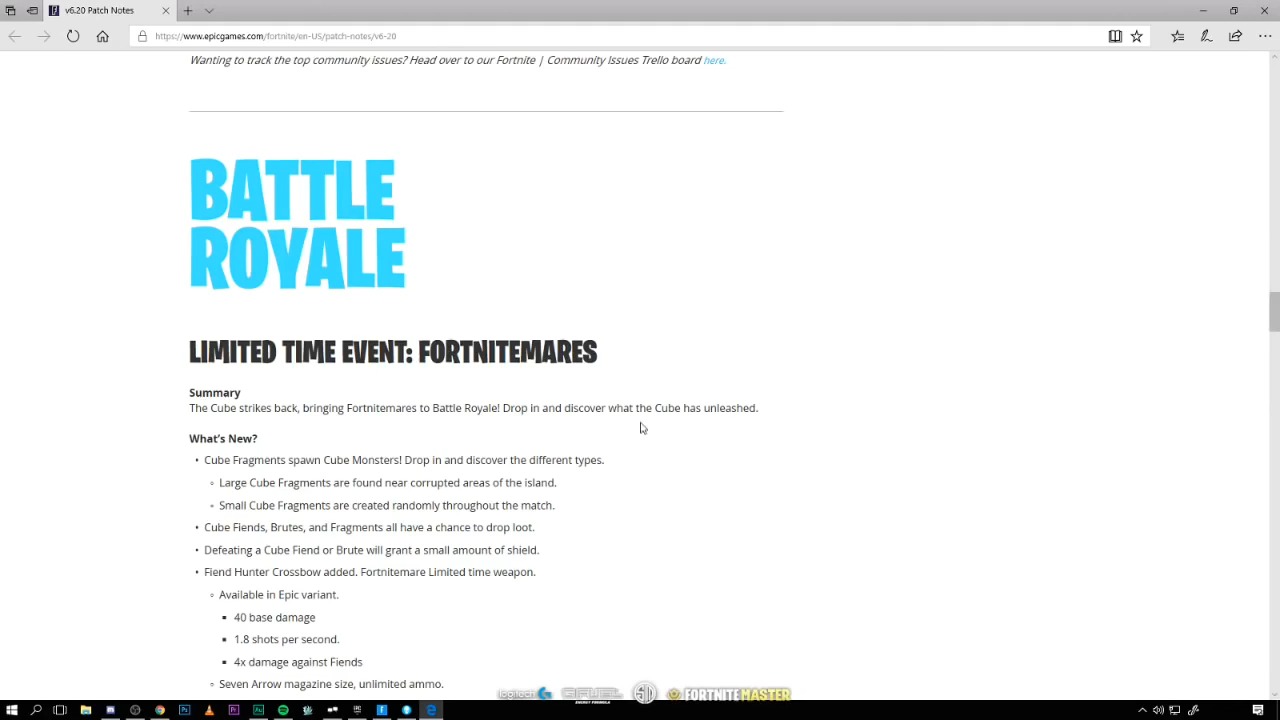 v6.20 Patch Notes
https://www.epicgames.com/fortnite/en-US/patch-notes/v6-20
Wanting to track the top community issues? Head over to our Fortnite | Community Issues Trello board here.
BATTLE
ROYALE
LIMITED TIME EVENT: FORTNITEMARES
Summary
The Cube strikes back, bringing Fortnitemares to Battle Royale! Drop in and discover what the Cube has unleashed.
What's New?
• Cube Fragments spawn Cube Monsters! Drop in and discover the different types.
◦ Large Cube Fragments are found near corrupted areas of the island.
◦ Small Cube Fragments are created randomly throughout the match.
• Cube Fiends, Brutes, and Fragments all have a chance to drop loot.
• Defeating a Cube Fiend or Brute will grant a small amount of shield.
• Fiend Hunter Crossbow added. Fortnitemare Limited time weapon.
◦ Available in Epic variant.
▪ 40 base damage
▪ 1.8 shots per second.
▪ 4x damage against Fiends
◦ Seven Arrow magazine size, unlimited ammo.
logitech G GFUEL ENERGY FORMULA TSM FORTNITEMASTER